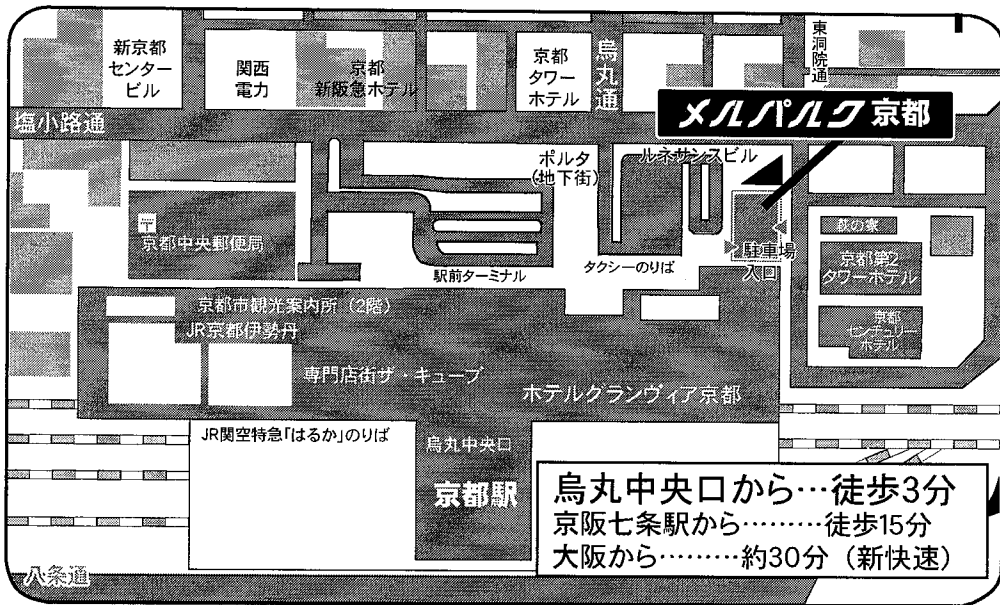 新京都
センター
ビル
関西
電力
京都
新阪急ホテル
京都
タワー
ホテル
烏丸通
東洞院通
塩小路通
メルパルク京都
ポルタ
(地下街)
ルネサンスビル
〒
京都中央郵便局
駅前ターミナル
タクシーのりば
駐車場
入口
萩の家
京都第2
タワーホテル
京都
センチュリー
ホテル
京都市観光案内所(2階)
JR京都伊勢丹
専門店街ザ・キューブ
ホテルグランヴィア京都
JR関空特急「はるか」のりば
烏丸中央口
京都駅
烏丸中央口から…徒歩3分
京阪七条駅から………徒歩15分
大阪から………約30分(新快速)
八条通